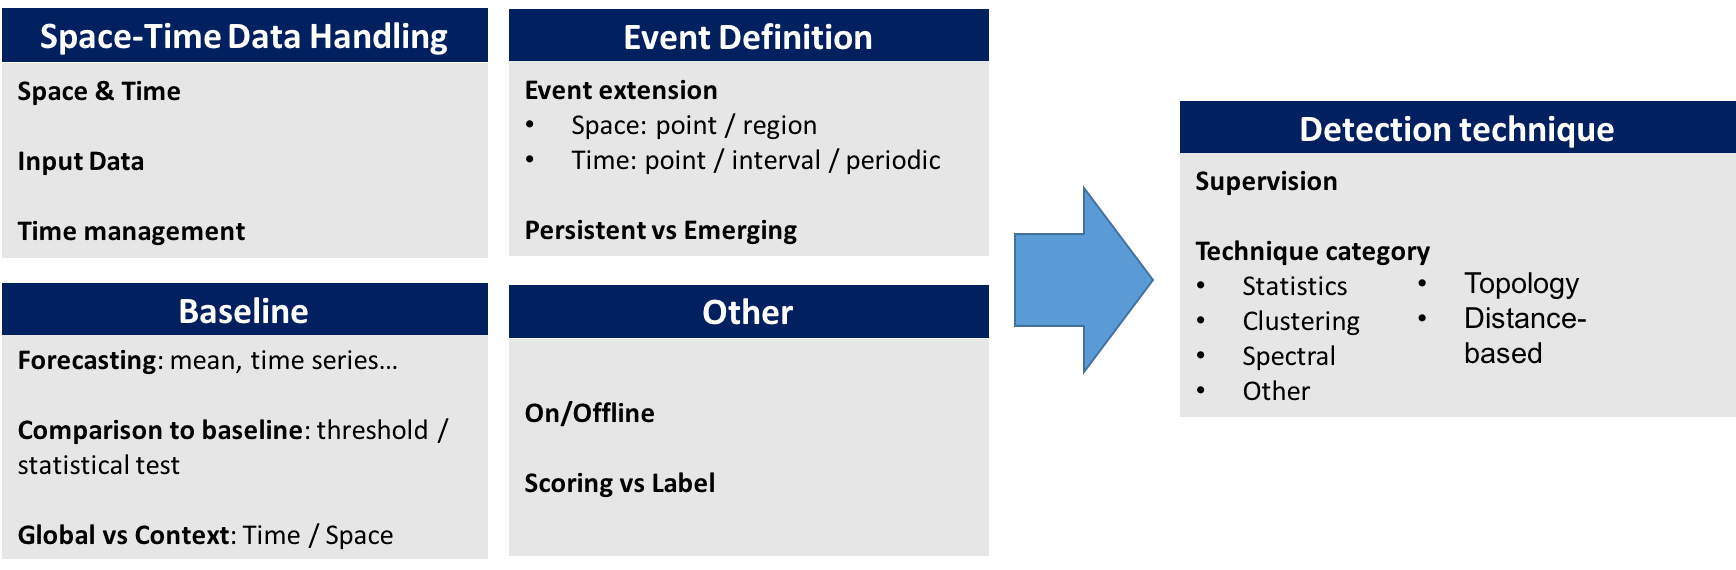 Space-Time Data Handling
Space & Time
Input Data
Time management
Event Definition
Event extension
• Space: point / region
• Time: point / interval / periodic
Persistent vs Emerging
Baseline
Forecasting: mean, time series...
Comparison to baseline: threshold /
statistical test
Global vs Context: Time / Space
Other
On/Offline
Scoring vs Label
Detection technique
Supervision
Technique category
• Statistics
• Clustering
• Spectral
• Other
• Topology
• Distance-
based